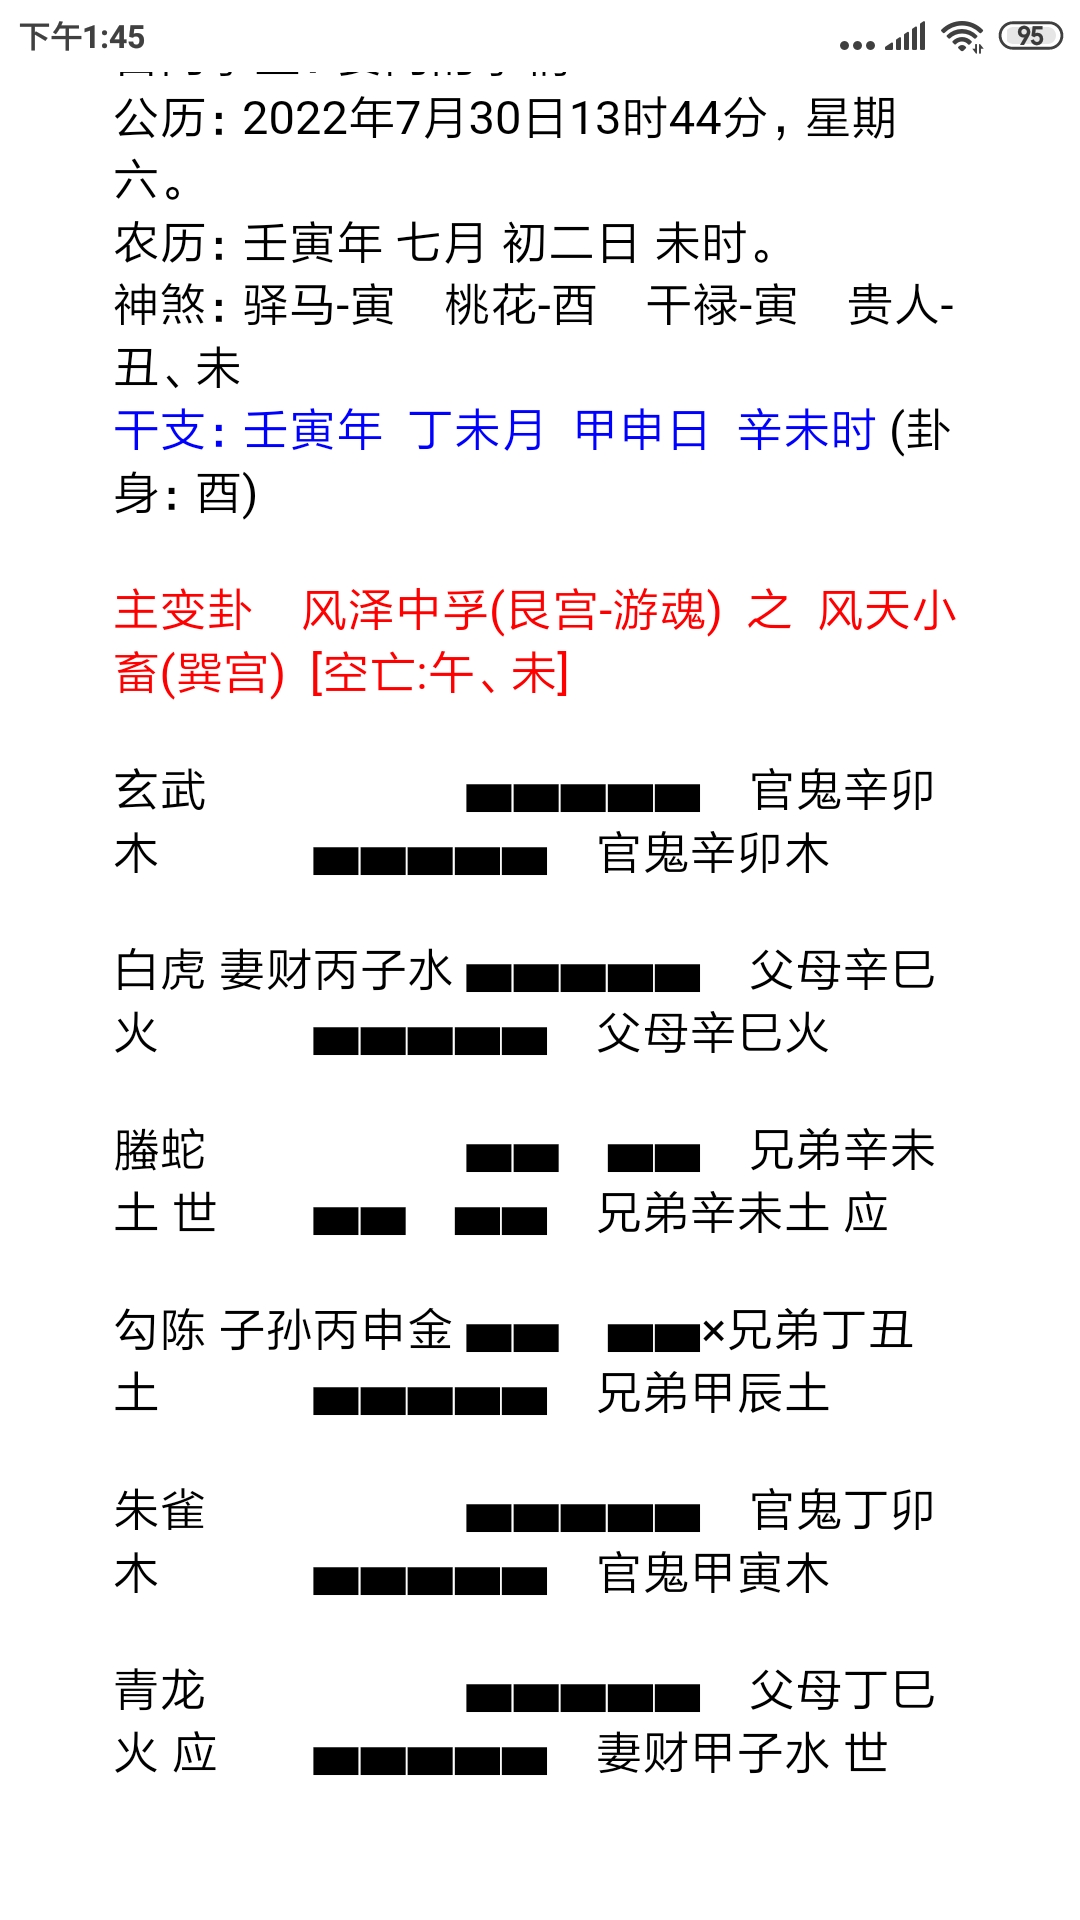 下午1:45
95
公历：2022年7月30日13时44分，星期
六。
农历：壬寅年 七月 初二日 未时。
神煞：驿马-寅 桃花-酉 干禄-寅 贵人-
丑、未
干支：壬寅年 丁未月 甲申日 辛未时 (卦
身：酉)
主变卦 风泽中孚(艮宫-游魂) 之 风天小
畜(巽宫) [空亡:午、未]
玄武 ▅▅▅▅▅ 官鬼辛卯
木 ▅▅▅▅▅ 官鬼辛卯木
白虎 妻财丙子水 ▅▅▅▅▅ 父母辛巳
火 ▅▅▅▅▅ 父母辛巳火
螣蛇 ▅▅ ▅▅ 兄弟辛未
土 世 ▅▅ ▅▅ 兄弟辛未土 应
勾陈 子孙丙申金 ▅▅ ▅▅×兄弟丁丑
土 ▅▅▅▅▅ 兄弟甲辰土
朱雀 ▅▅▅▅▅ 官鬼丁卯
木 ▅▅▅▅▅ 官鬼甲寅木
青龙 ▅▅▅▅▅ 父母丁巳
火 应 ▅▅▅▅▅ 妻财甲子水 世